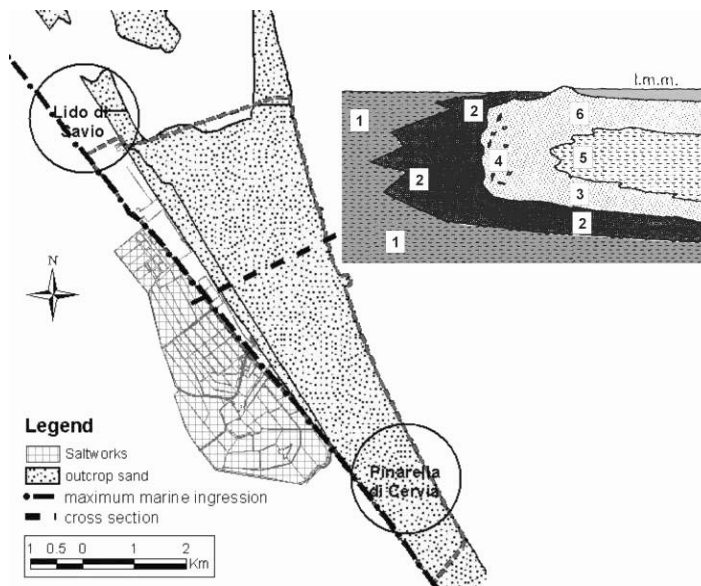 Lido di
Savio
l.m.m.
1
2
6
4
5
2
3
2
1
N
Pinarella
di Cervia
Legend
Saltworks
outcrop sand
maximum marine ingression
cross section
1 0.5 0 1 2
Km